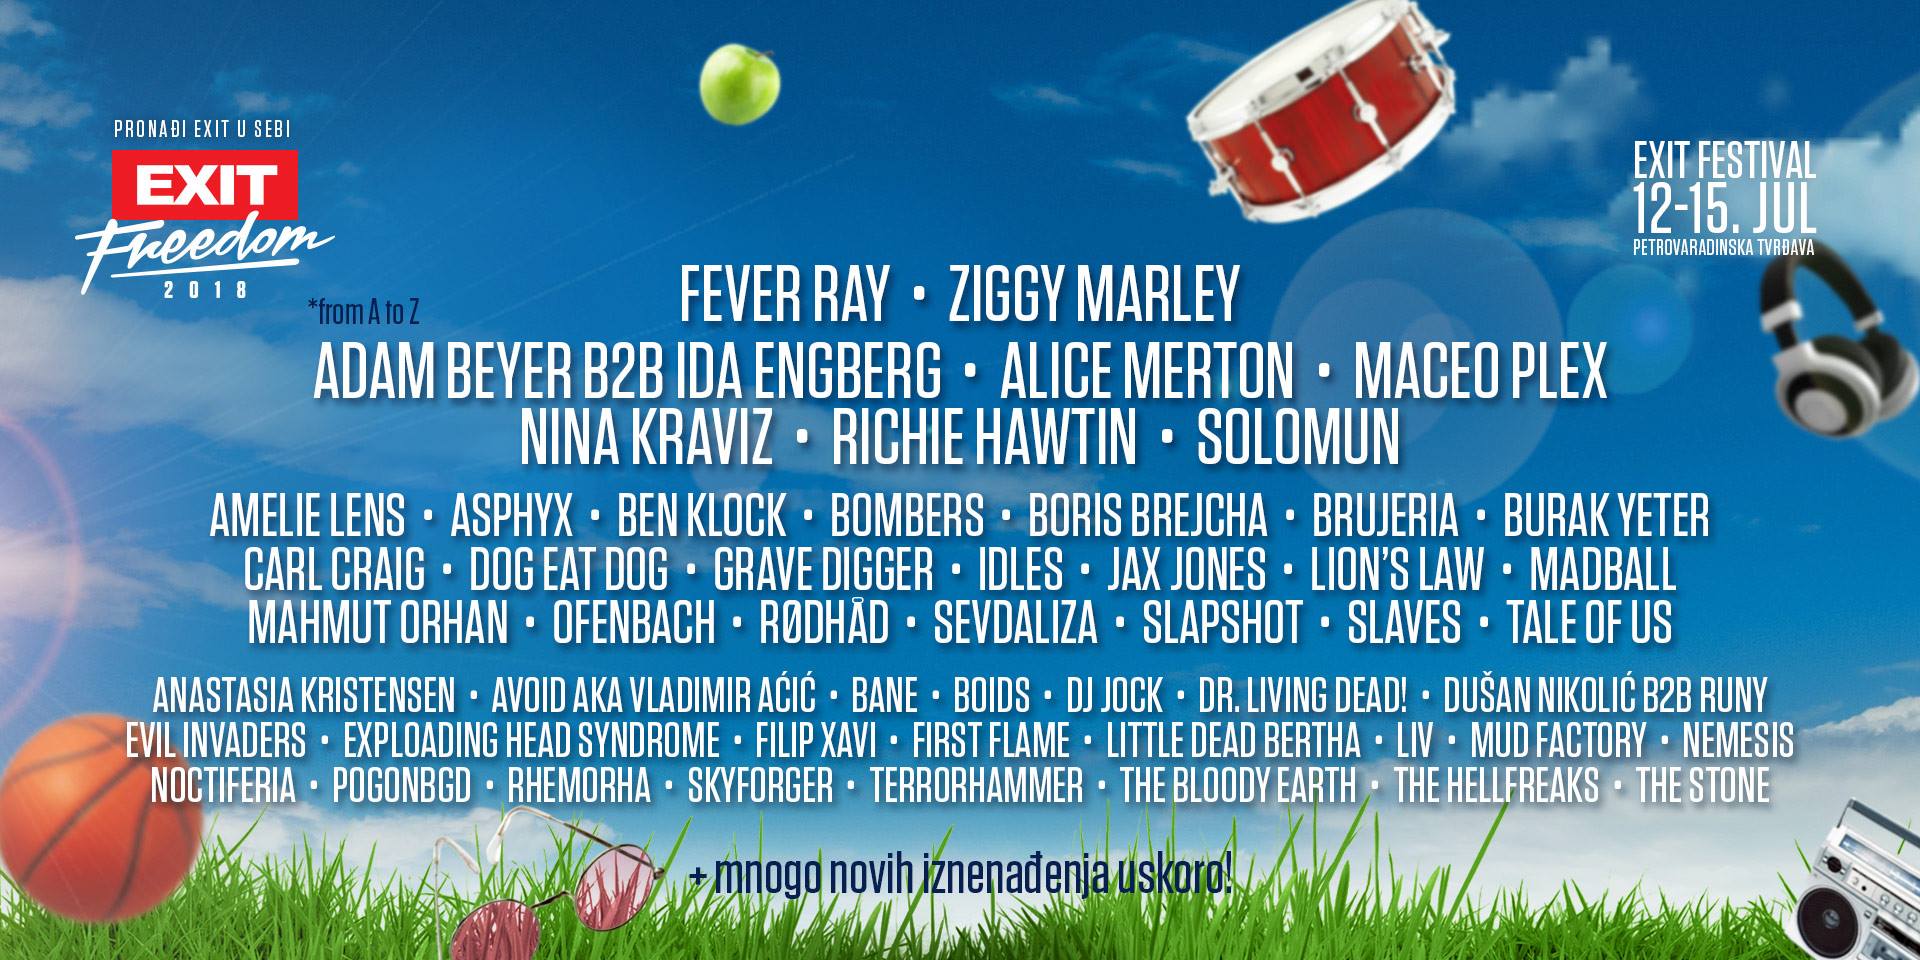 PRONAĐI EXIT U SEBI
EXIT
Freedom
2018
EXIT FESTIVAL
12-15. JUL
PETROVARADINSKA TVRĐAVA
*from A to Z
FEVER RAY • ZIGGY MARLEY
ADAM BEYER B2B IDA ENGBERG • ALICE MERTON • MACEO PLEX
NINA KRAVIZ • RICHIE HAWTIN • SOLOMUN
AMELIE LENS • ASPHYX • BEN KLOCK • BOMBERS • BORIS BREJCHA • BRUJERIA • BURAK YETER
CARL CRAIG • DOG EAT DOG • GRAVE DIGGER • IDLES • JAX JONES • LION'S LAW • MADBALL
MAHMUT ORHAN • OFENBACH • RØDHÅD • SEVDALIZA • SLAPSHOT • SLAVES • TALE OF US
ANASTASIA KRISTENSEN • AVOID AKA VLADIMIR AĆIĆ • BANE • BOIDS • DJ JOCK • DR. LIVING DEAD! • DUŠAN NIKOLIĆ B2B RUNY
EVIL INVADERS • EXPLOADING HEAD SYNDROME • FILIP XAVI • FIRST FLAME • LITTLE DEAD BERTHA • LIV • MUD FACTORY • NEMESIS
NOCTIFERIA • POGONBGD • RHEMORHA • SKYFORGER • TERRORHAMMER • THE BLOODY EARTH • THE HELLFREAKS • THE STONE
+ mnogo novih iznenađenja uskoro!